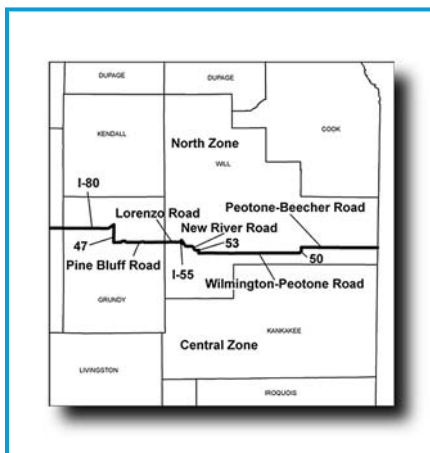 DUPAGE
DUPAGE
COOK
KENDALL
North Zone
WILL
I-80
Lorenzo Road
Peotone-Beecher Road
New River Road
47
53
50
Pine Bluff Road
I-55
Wilmington-Peotone Road
GRUNDY
KANKAKEE
Central Zone
LIVINGSTON
IROQUOIS